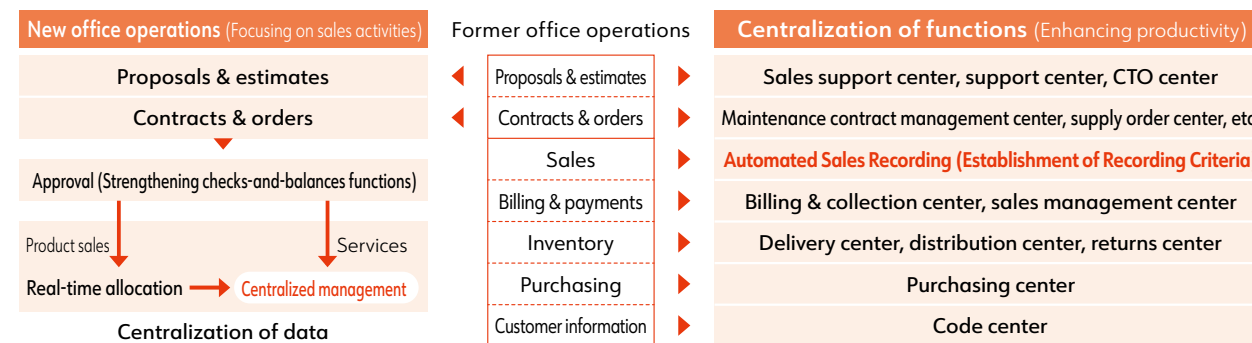 New office operations (Focusing on sales activities)
Proposals & estimates
Contracts & orders
Approval (Strengthening checks-and-balances functions)
Product sales
Services
Real-time allocation
Centralized management
Centralization of data
Former office operations
Proposals & estimates
Contracts & orders
Sales
Billing & payments
Inventory
Purchasing
Customer information
Centralization of functions (Enhancing productivity)
Sales support center, support center, CTO center
Maintenance contract management center, supply order center, etc
Automated Sales Recording (Establishment of Recording Criteria
Billing & collection center, sales management center
Delivery center, distribution center, returns center
Purchasing center
Code center